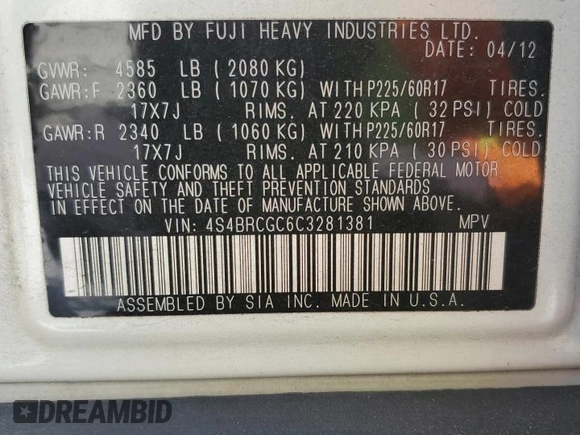 MFD BY FUJI HEAVY INDUSTRIES LTD.
DATE: 04/12
GVWR: 4585 LB ( 2080 KG)
GAWR:F 2360 LB ( 1070 KG) WITH P225/60R17 TIRES.
17X7J RIMS. AT 220 KPA ( 32 PSI) COLD
GAWR:R 2340 LB ( 1060 KG) WITH P225/60R17 TIRES.
17X7J RIMS. AT 210 KPA ( 30 PSI) COLD
THIS VEHICLE CONFORMS TO ALL APPLICABLE FEDERAL MOTOR
VEHICLE SAFETY AND THEFT PREVENTION STANDARDS
IN EFFECT ON THE DATE OF MANUFACTURE SHOWN ABOVE.
VIN: 4S4BRCGC6C3281381 MPV
ASSEMBLED BY SIA INC. MADE IN U.S.A.
DREAMBID